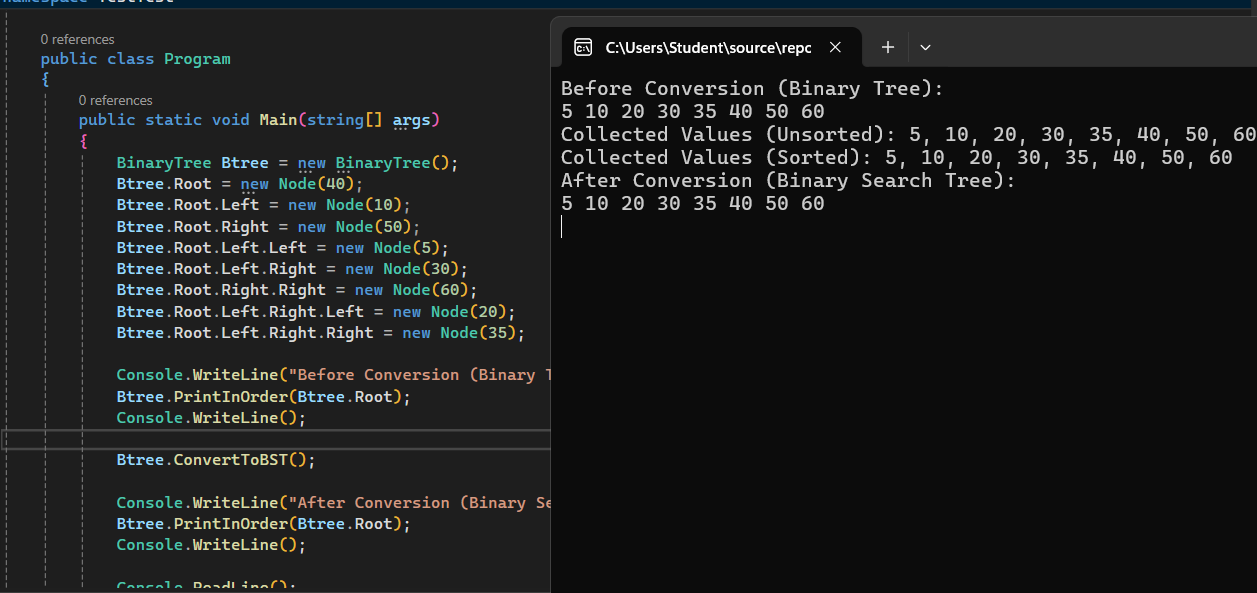 0 references
public class Program
{
0 references
public static void Main(string[] args)
{
BinaryTree Btree = new BinaryTree();
Btree.Root = new Node(40);
Btree.Root.Left = new Node(10);
Btree.Root.Right = new Node(50);
Btree.Root.Left.Left = new Node(5);
Btree.Root.Left.Right = new Node(30);
Btree.Root.Right.Right = new Node(60);
Btree.Root.Left.Right.Left = new Node(20);
Btree.Root.Left.Right.Right = new Node(35);
Console.WriteLine("Before Conversion (Binary T
Btree.PrintInOrder(Btree.Root);
Console.WriteLine();
Btree.ConvertToBST();
Console.WriteLine("After Conversion (Binary Se
Btree.PrintInOrder(Btree.Root);
Console.WriteLine();
Console.ReadLine();
C:\Users\Student\source\repc
Before Conversion (Binary Tree):
5 10 20 30 35 40 50 60
Collected Values (Unsorted): 5, 10, 20, 30, 35, 40, 50, 60
Collected Values (Sorted): 5, 10, 20, 30, 35, 40, 50, 60
After Conversion (Binary Search Tree):
5 10 20 30 35 40 50 60